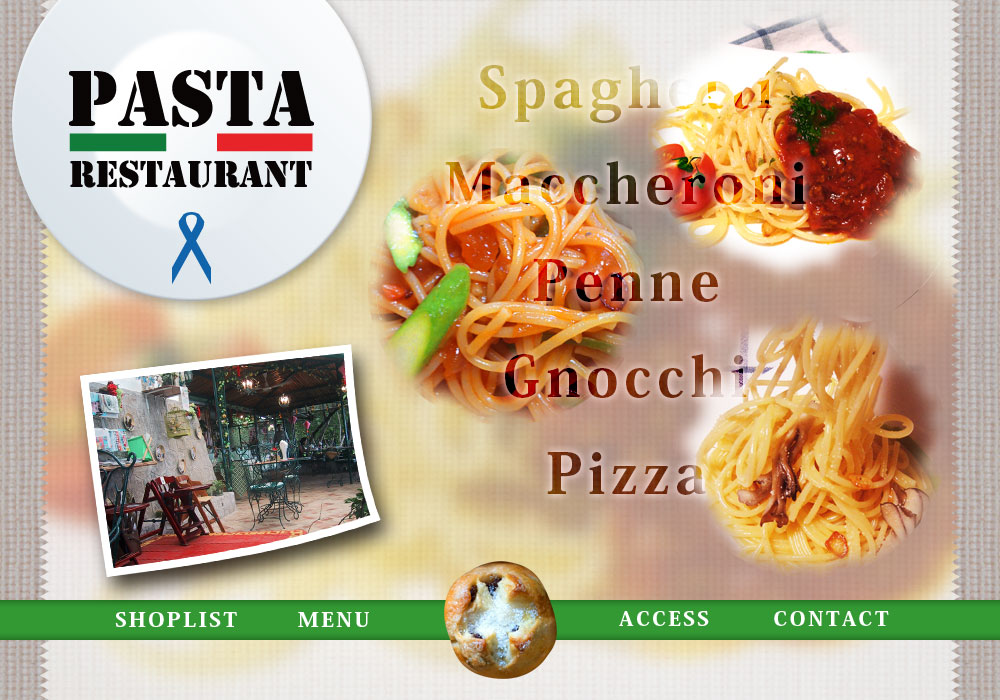 PASTA
RESTAURANT
Spaghetti
Maccheroni
Penne
Gnocchi
Pizza
SHOPLIST MENU ACCESS CONTACT